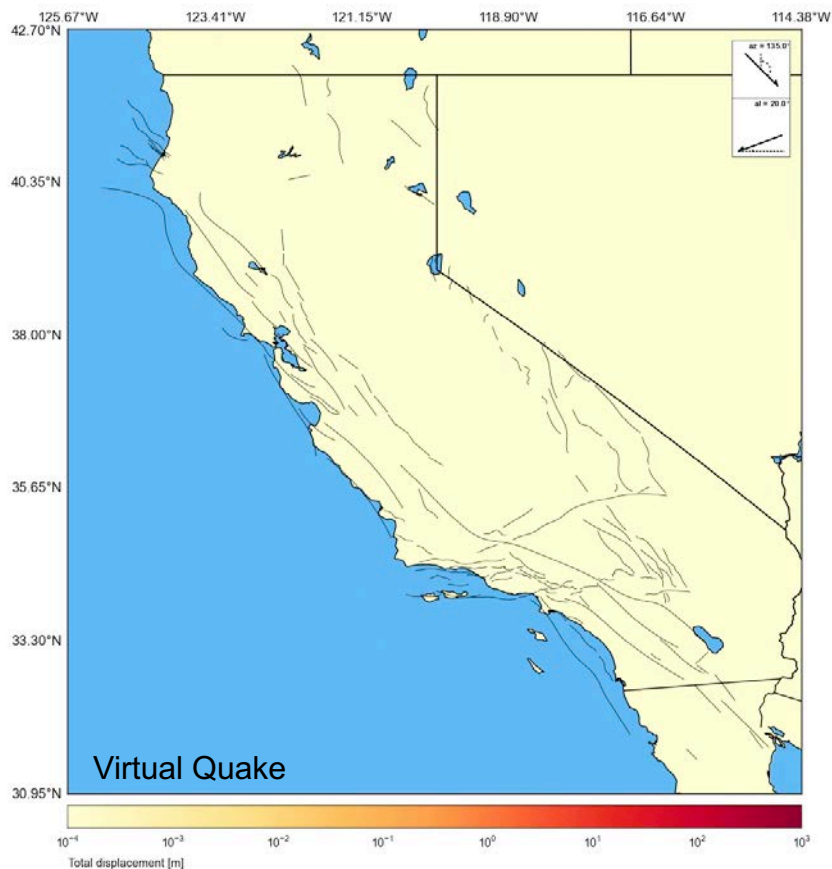 125.67°W 123.41°W 121.15°W 118.90°W 116.64°W 114.38°W
42.70°N
az = 135.0°
al = 20.0°
40.35°N
38.00°N
35.65°N
33.30°N
Virtual Quake
30.95°N
10⁻⁴ 10⁻³ 10⁻² 10⁻¹ 10⁰ 10¹ 10² 10³
Total displacement [m]